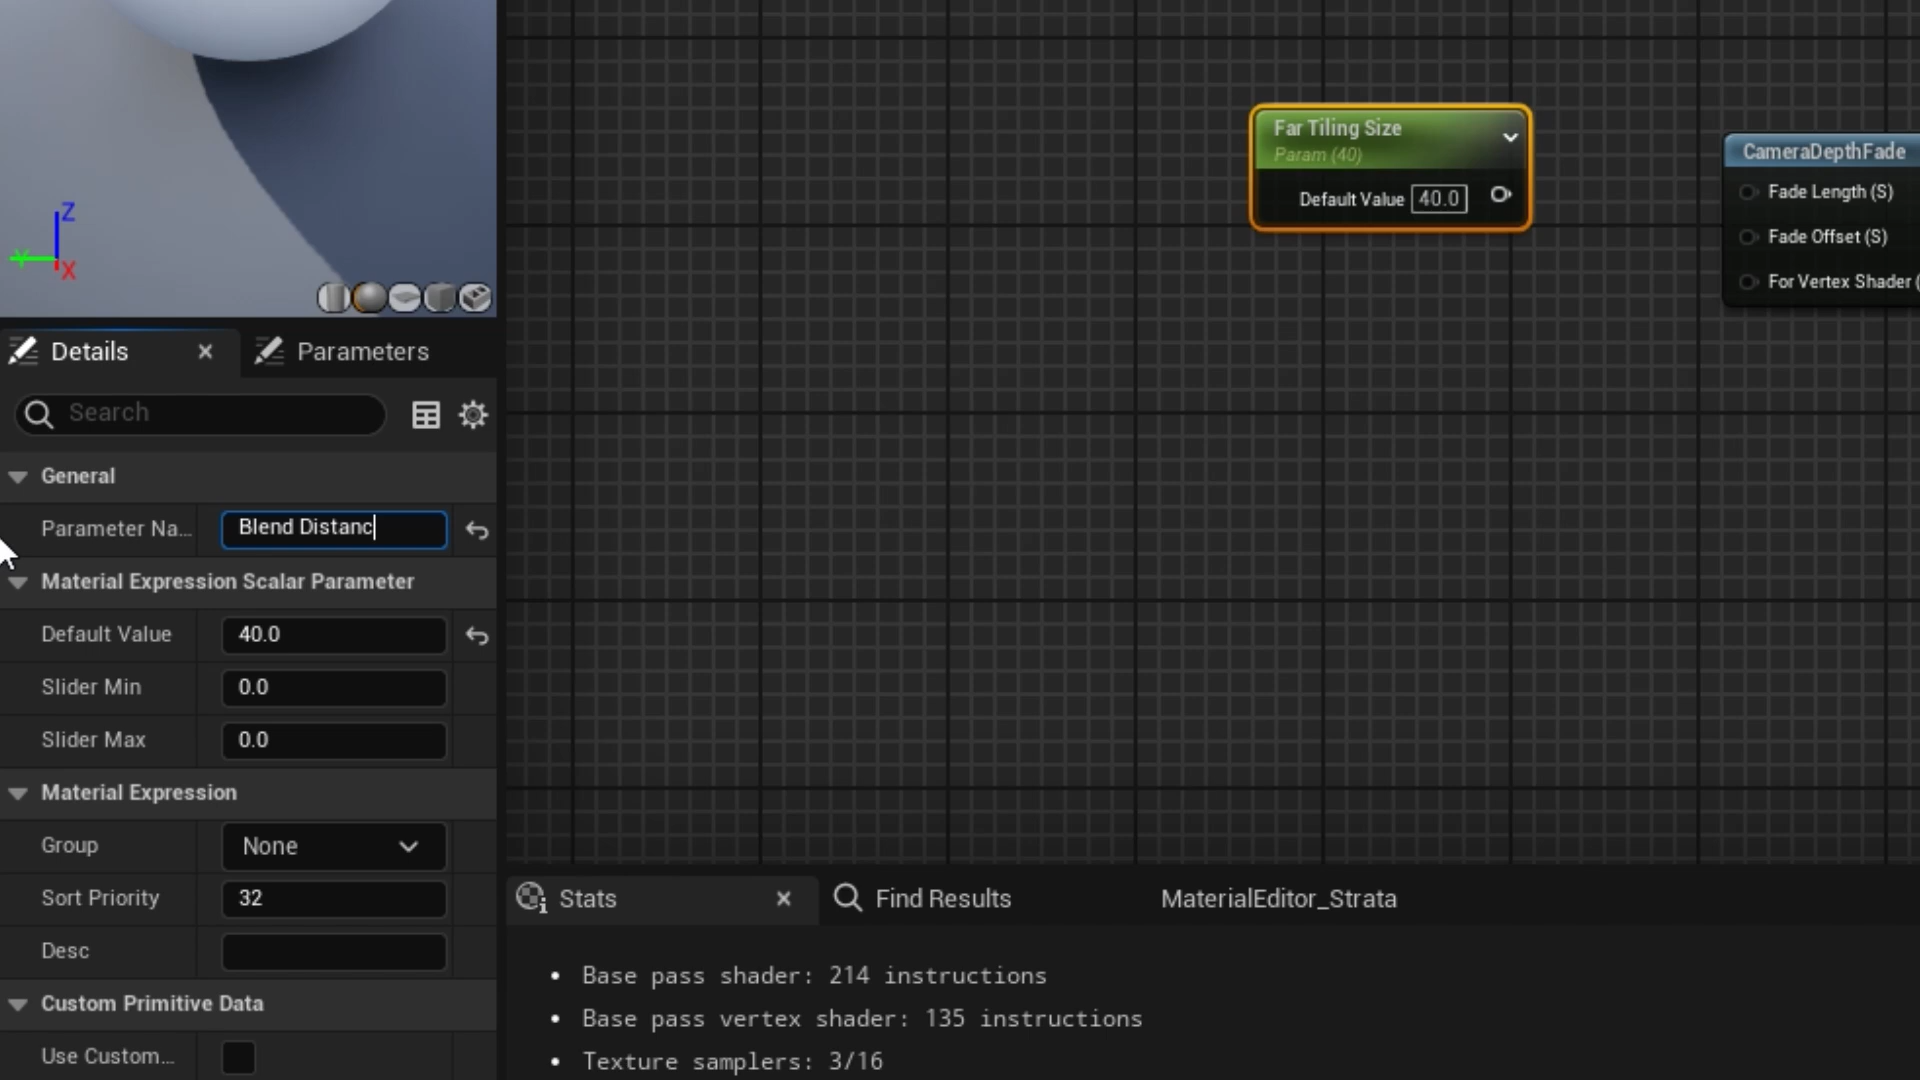 Z
Y
X
Details
Parameters
Search
General
Parameter Na...
Blend Distanc
Material Expression Scalar Parameter
Default Value
40.0
Slider Min
0.0
Slider Max
0.0
Material Expression
Group
None
Sort Priority
32
Desc
Custom Primitive Data
Use Custom...
Far Tiling Size
Param (40)
Default Value
40.0
CameraDepthFade
Fade Length (S)
Fade Offset (S)
For Vertex Shader (
Stats
Find Results
MaterialEditor_Strata
• Base pass shader: 214 instructions
• Base pass vertex shader: 135 instructions
• Texture samplers: 3/16